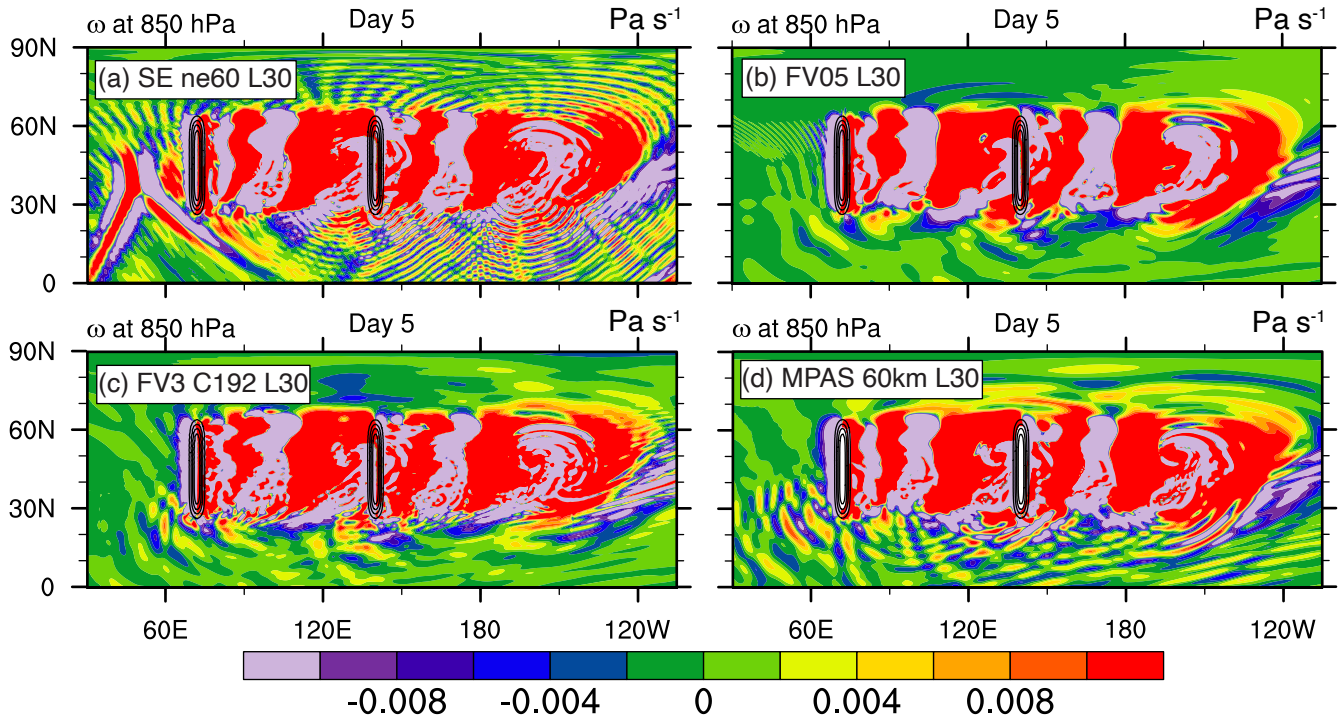 ω at 850 hPa Day 5 Pa s⁻¹
(a) SE ne60 L30
90N
60N
30N
0
ω at 850 hPa Day 5 Pa s⁻¹
(b) FV05 L30
ω at 850 hPa Day 5 Pa s⁻¹
(c) FV3 C192 L30
90N
60N
30N
0
60E 120E 180 120W
ω at 850 hPa Day 5 Pa s⁻¹
(d) MPAS 60km L30
60E 120E 180 120W
-0.008 -0.004 0 0.004 0.008